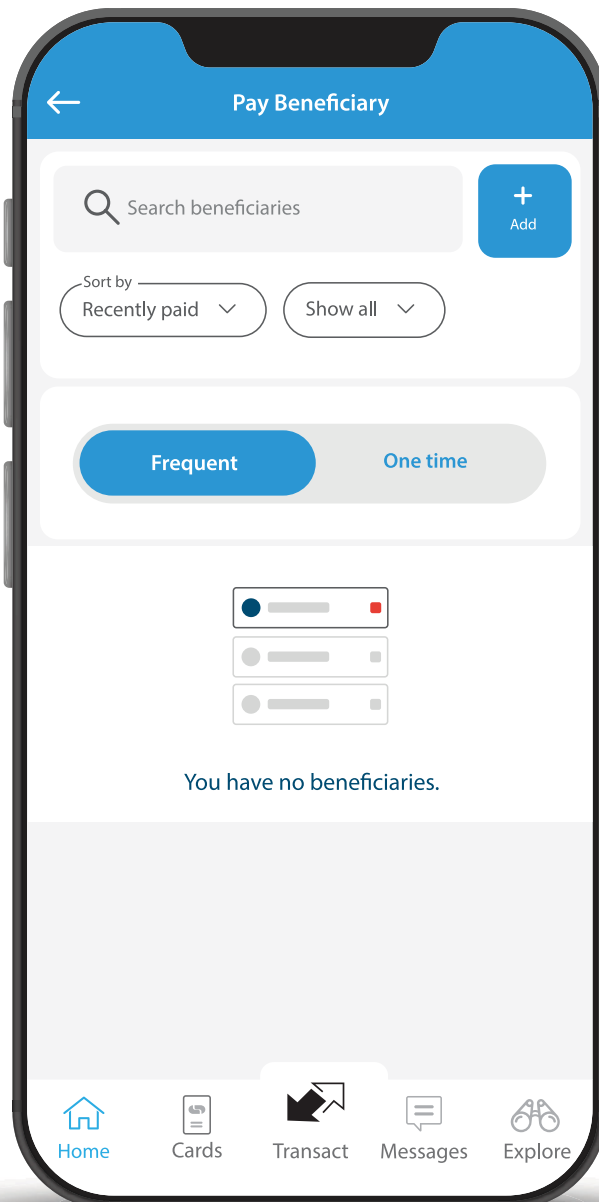 Pay Beneficiary
Search beneficiaries
+
Add
Sort by
Recently paid
Show all
Frequent
One time
You have no beneficiaries.
Home
Cards
Transact
Messages
Explore